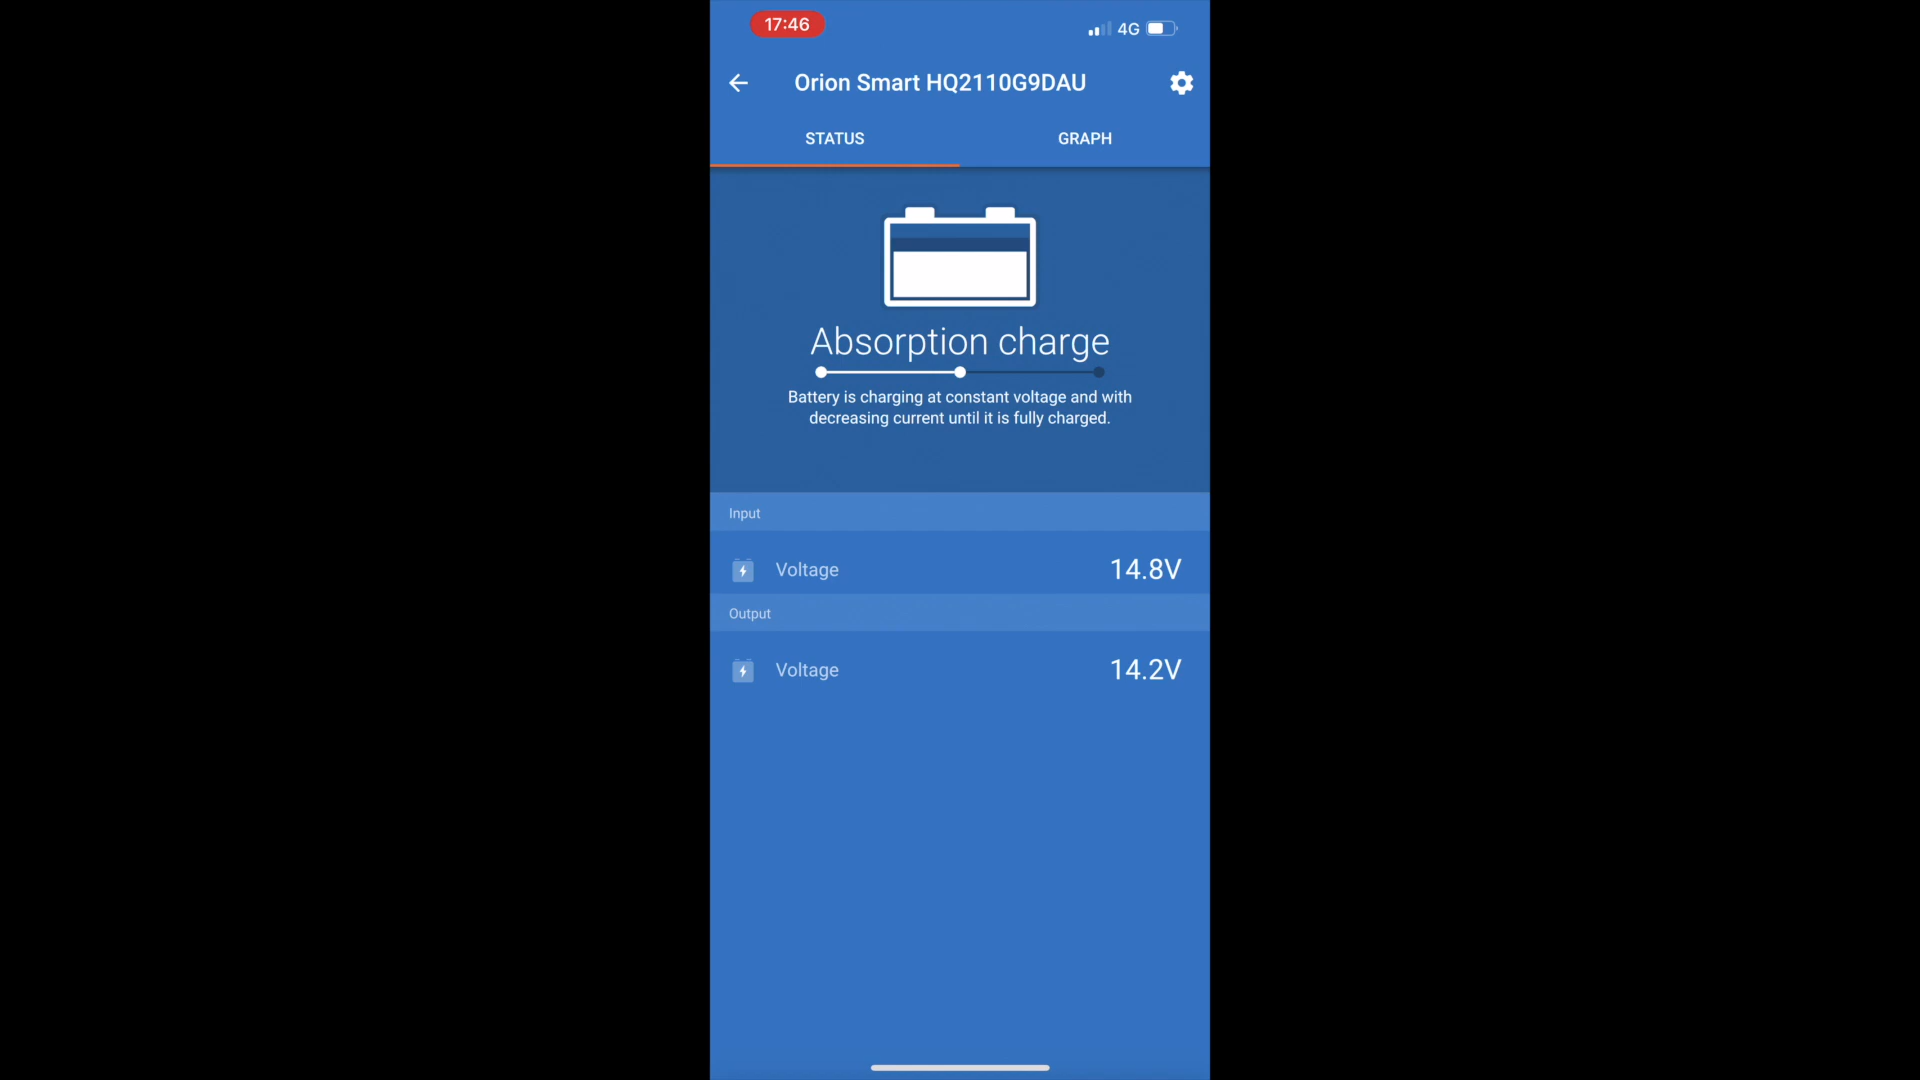 17:46
4G
Orion Smart HQ2110G9DAU
STATUS
GRAPH
Absorption charge
Battery is charging at constant voltage and with
decreasing current until it is fully charged.
Input
Voltage 14.8V
Output
Voltage 14.2V